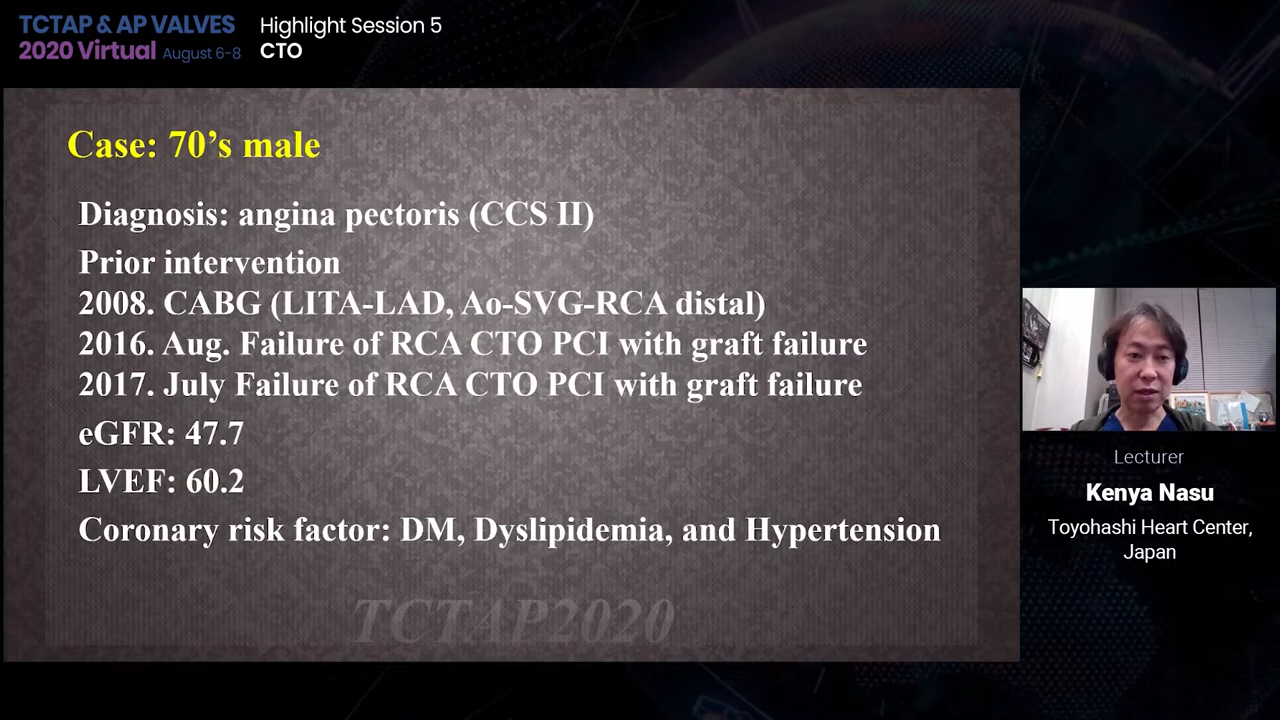 TCTAP & AP VALVES
2020 Virtual August 6-8
Highlight Session 5
CTO
Case: 70’s male
Diagnosis: angina pectoris (CCS II)
Prior intervention
2008. CABG (LITA-LAD, Ao-SVG-RCA distal)
2016. Aug. Failure of RCA CTO PCI with graft failure
2017. July Failure of RCA CTO PCI with graft failure
eGFR: 47.7
LVEF: 60.2
Coronary risk factor: DM, Dyslipidemia, and Hypertension
TCTAP2020
Lecturer
Kenya Nasu
Toyohashi Heart Center,
Japan